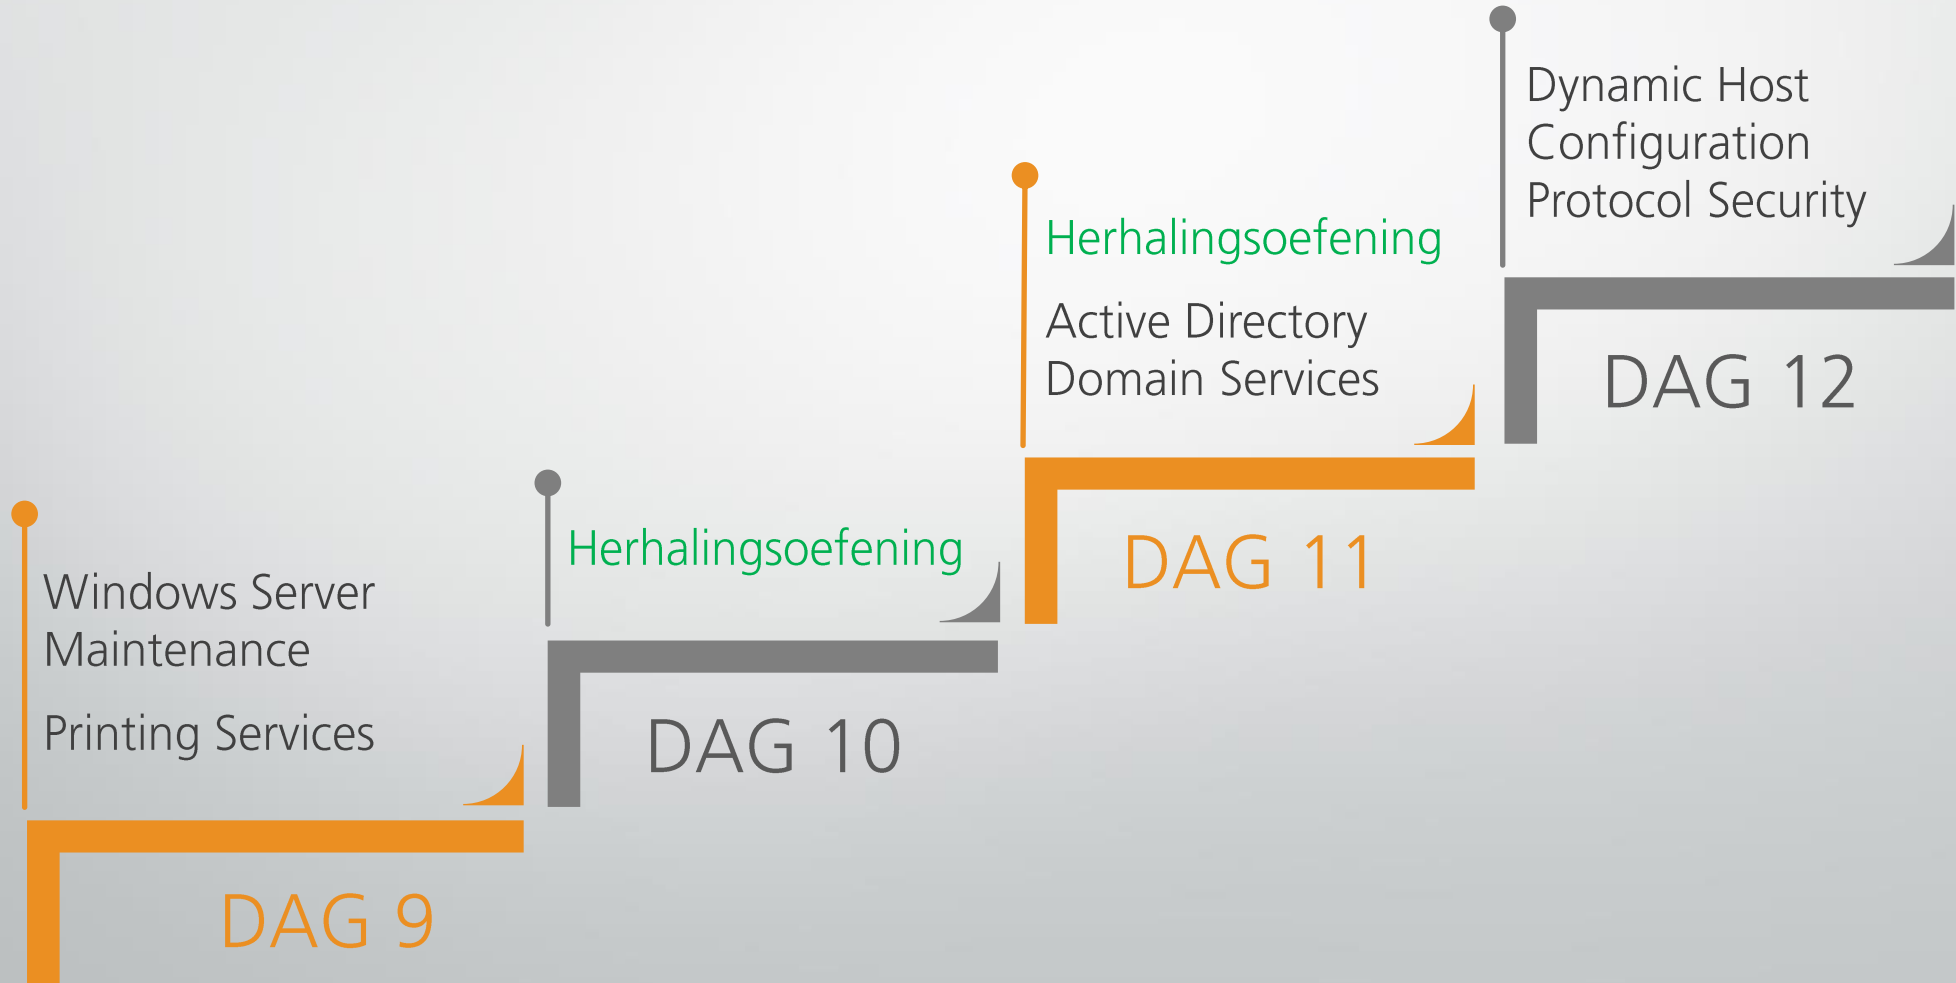 Windows Server
Maintenance
Printing Services
DAG 9
Herhalingsoefening
DAG 10
Herhalingsoefening
Active Directory
Domain Services
DAG 11
Dynamic Host
Configuration
Protocol Security
DAG 12